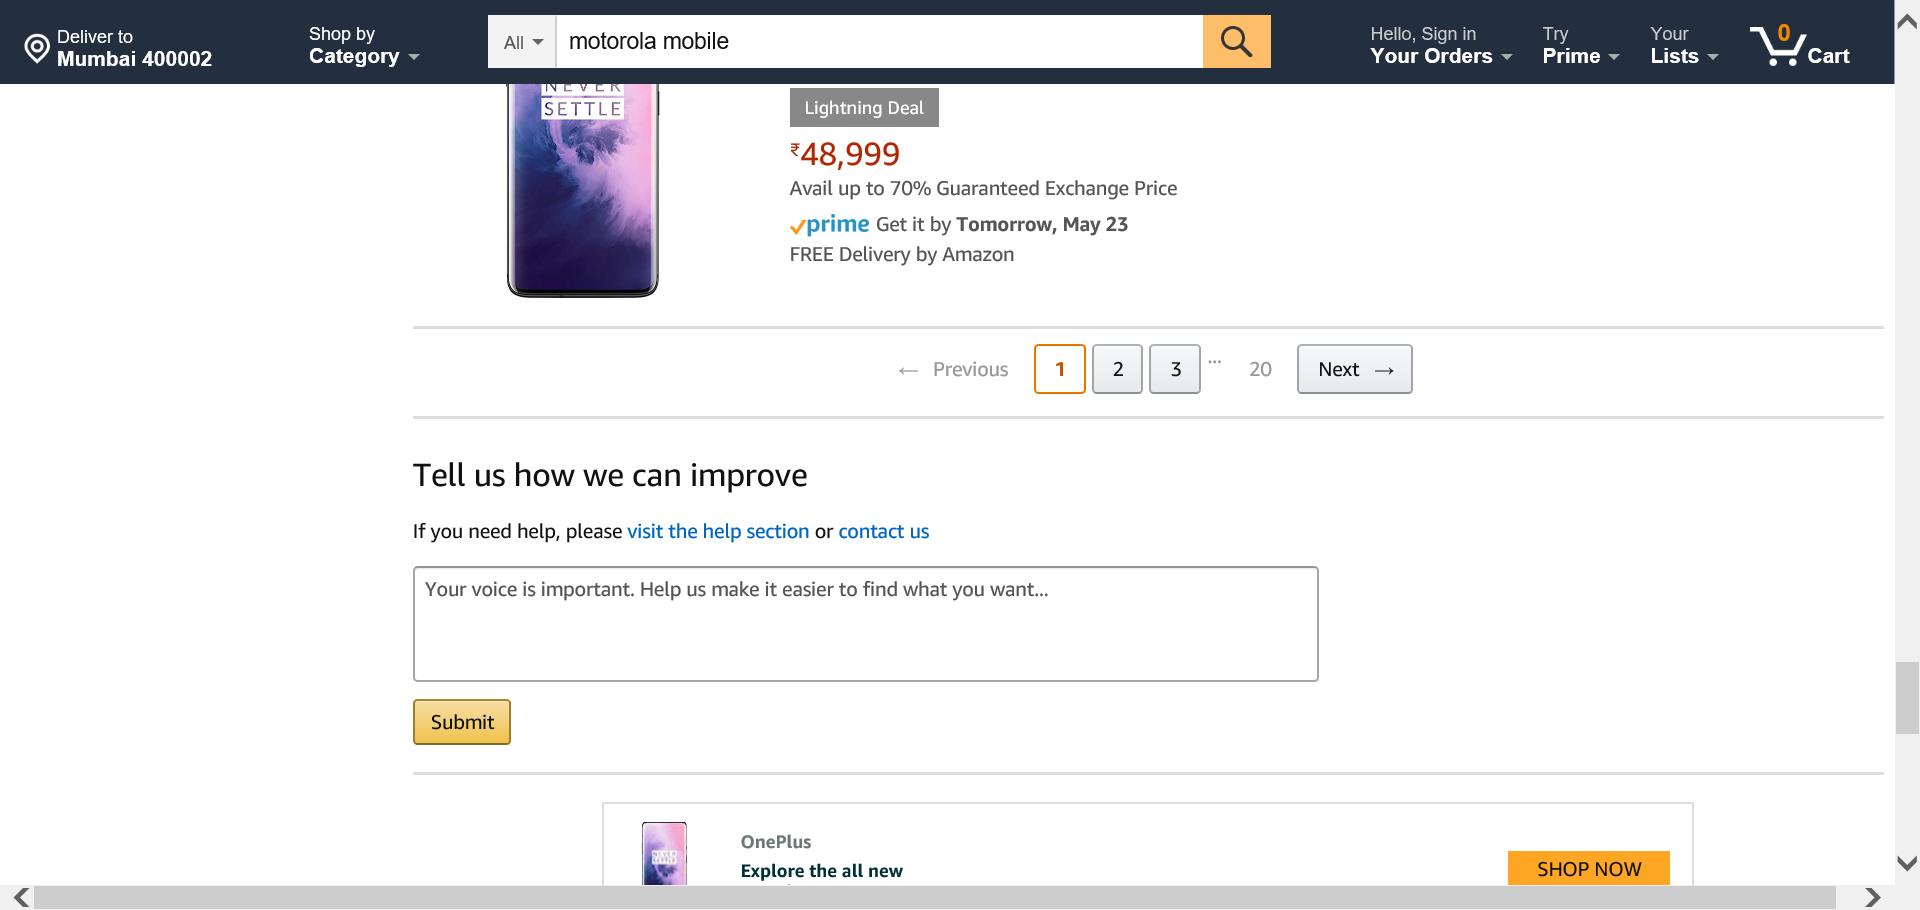 Deliver to
Mumbai 400002
Shop by
Category
All
motorola mobile
Hello, Sign in
Your Orders
Try
Prime
Your
Lists
0
Cart
NEVER
SETTLE
Lightning Deal
₹48,999
Avail up to 70% Guaranteed Exchange Price
prime Get it by Tomorrow, May 23
FREE Delivery by Amazon
← Previous 1 2 3 ... 20 Next →
Tell us how we can improve
If you need help, please visit the help section or contact us
Your voice is important. Help us make it easier to find what you want...
Submit
NEVER
SETTLE
OnePlus
Explore the all new
SHOP NOW